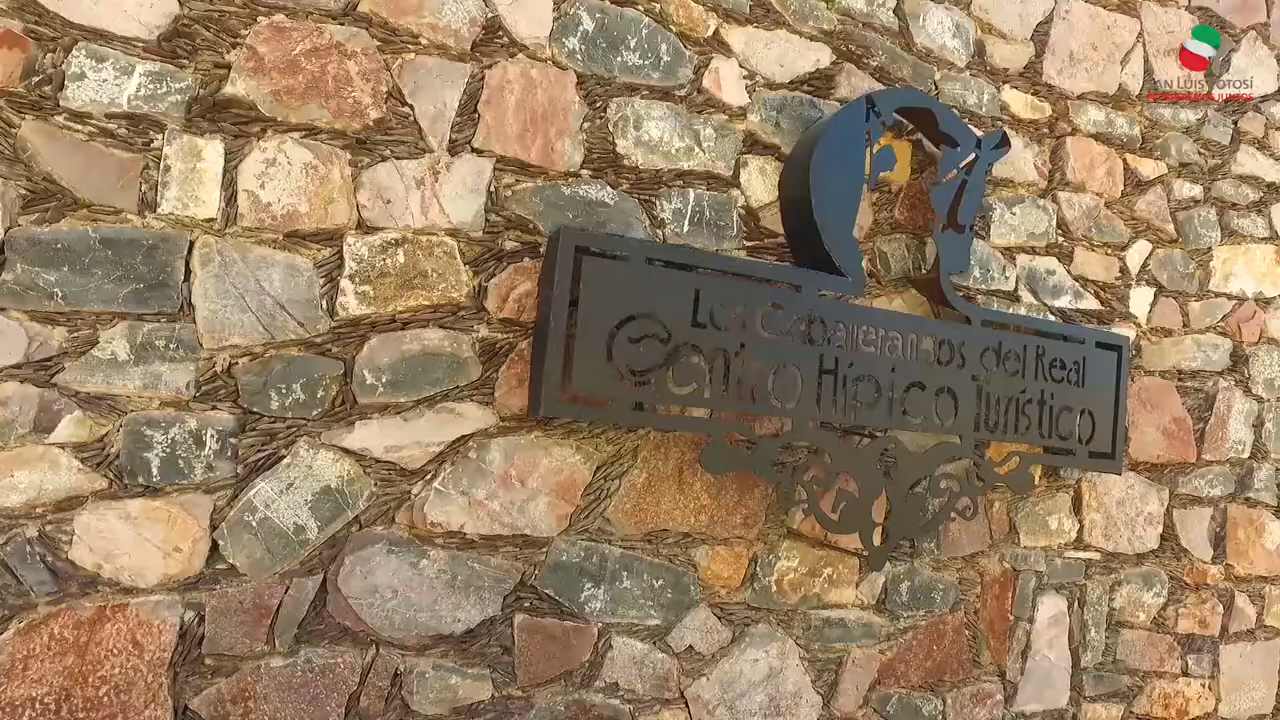 SAN LUIS POTOSÍ
Los Caballerangos del Real
Centro Hípico Turístico